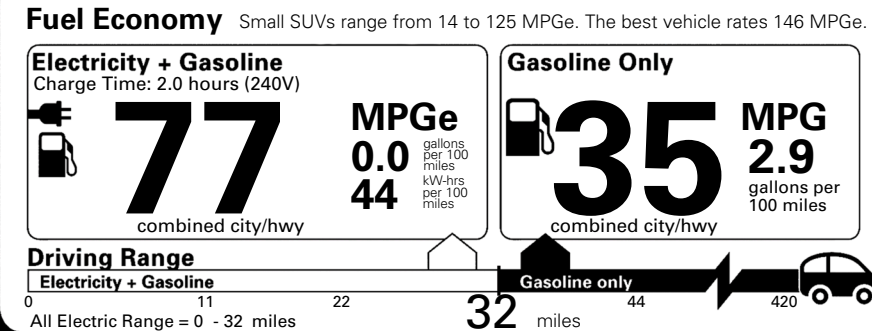 Fuel Economy Small SUVs range from 14 to 125 MPGe. The best vehicle rates 146 MPGe.
Electricity + Gasoline
Charge Time: 2.0 hours (240V)
77
MPGe
0.0 gallons per 100 miles
44 kW-hrs per 100 miles
combined city/hwy
Gasoline Only
35
MPG
2.9
gallons per
100 miles
combined city/hwy
Driving Range
Electricity + Gasoline Gasoline only
0 11 22 32 miles 44 420
All Electric Range = 0 - 32 miles